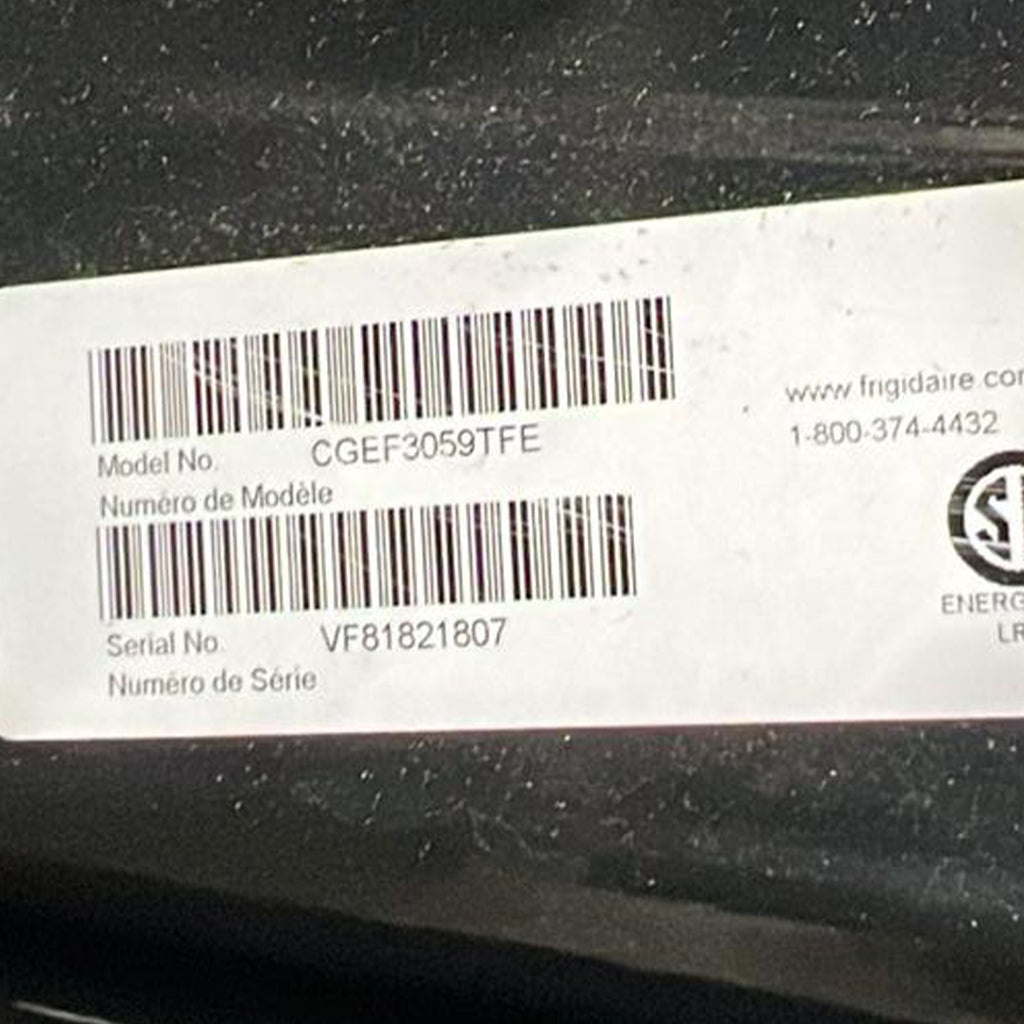 Model No. CGEF3059TFE
Numéro de Modèle
Serial No. VF81821807
Numéro de Série
www.frigidaire.co
1-800-374-4432
ENERG
LR